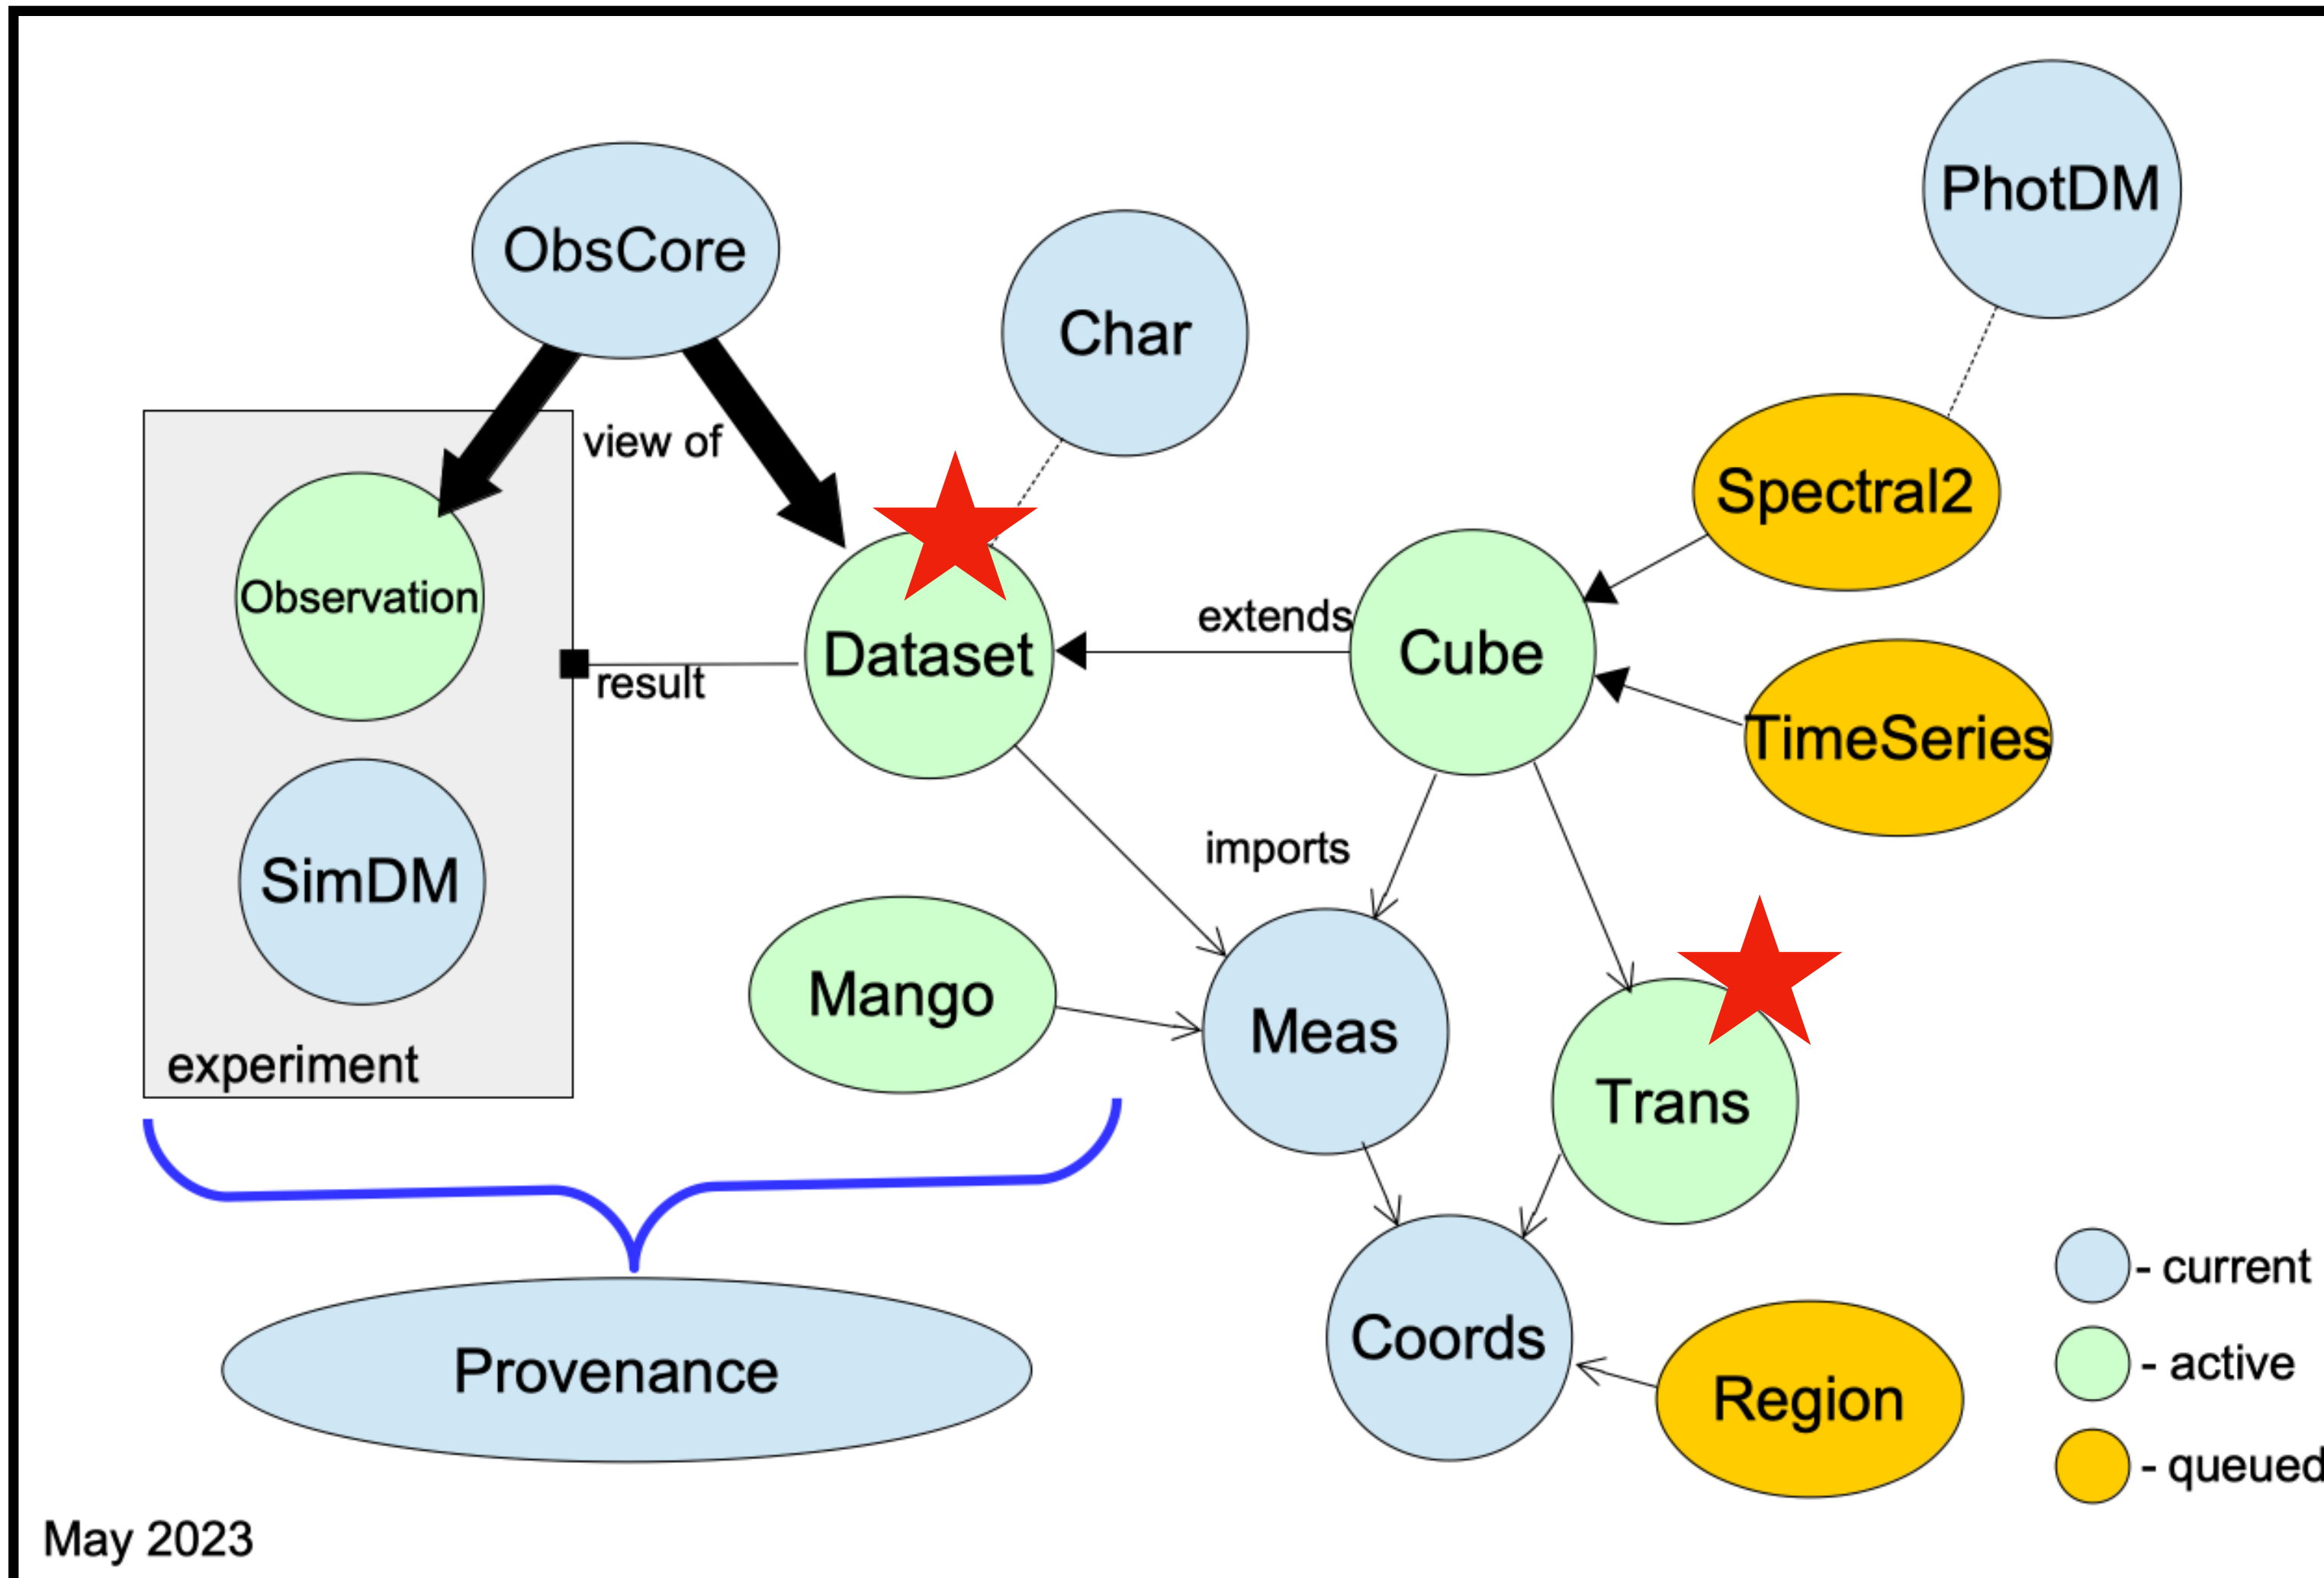 PhotDM
ObsCore
Char
view of
Spectral2
Observation
extends
Dataset
Cube
result
TimeSeries
imports
SimDM
Mango
Meas
experiment
Trans
- current
Coords
- active
Provenance
Region
- queued
May 2023